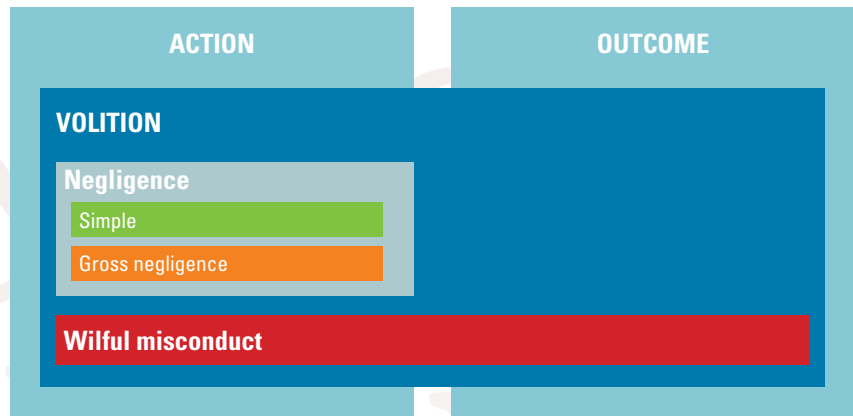 ACTION
OUTCOME
VOLITION
Negligence
Simple
Gross negligence
Wilful misconduct